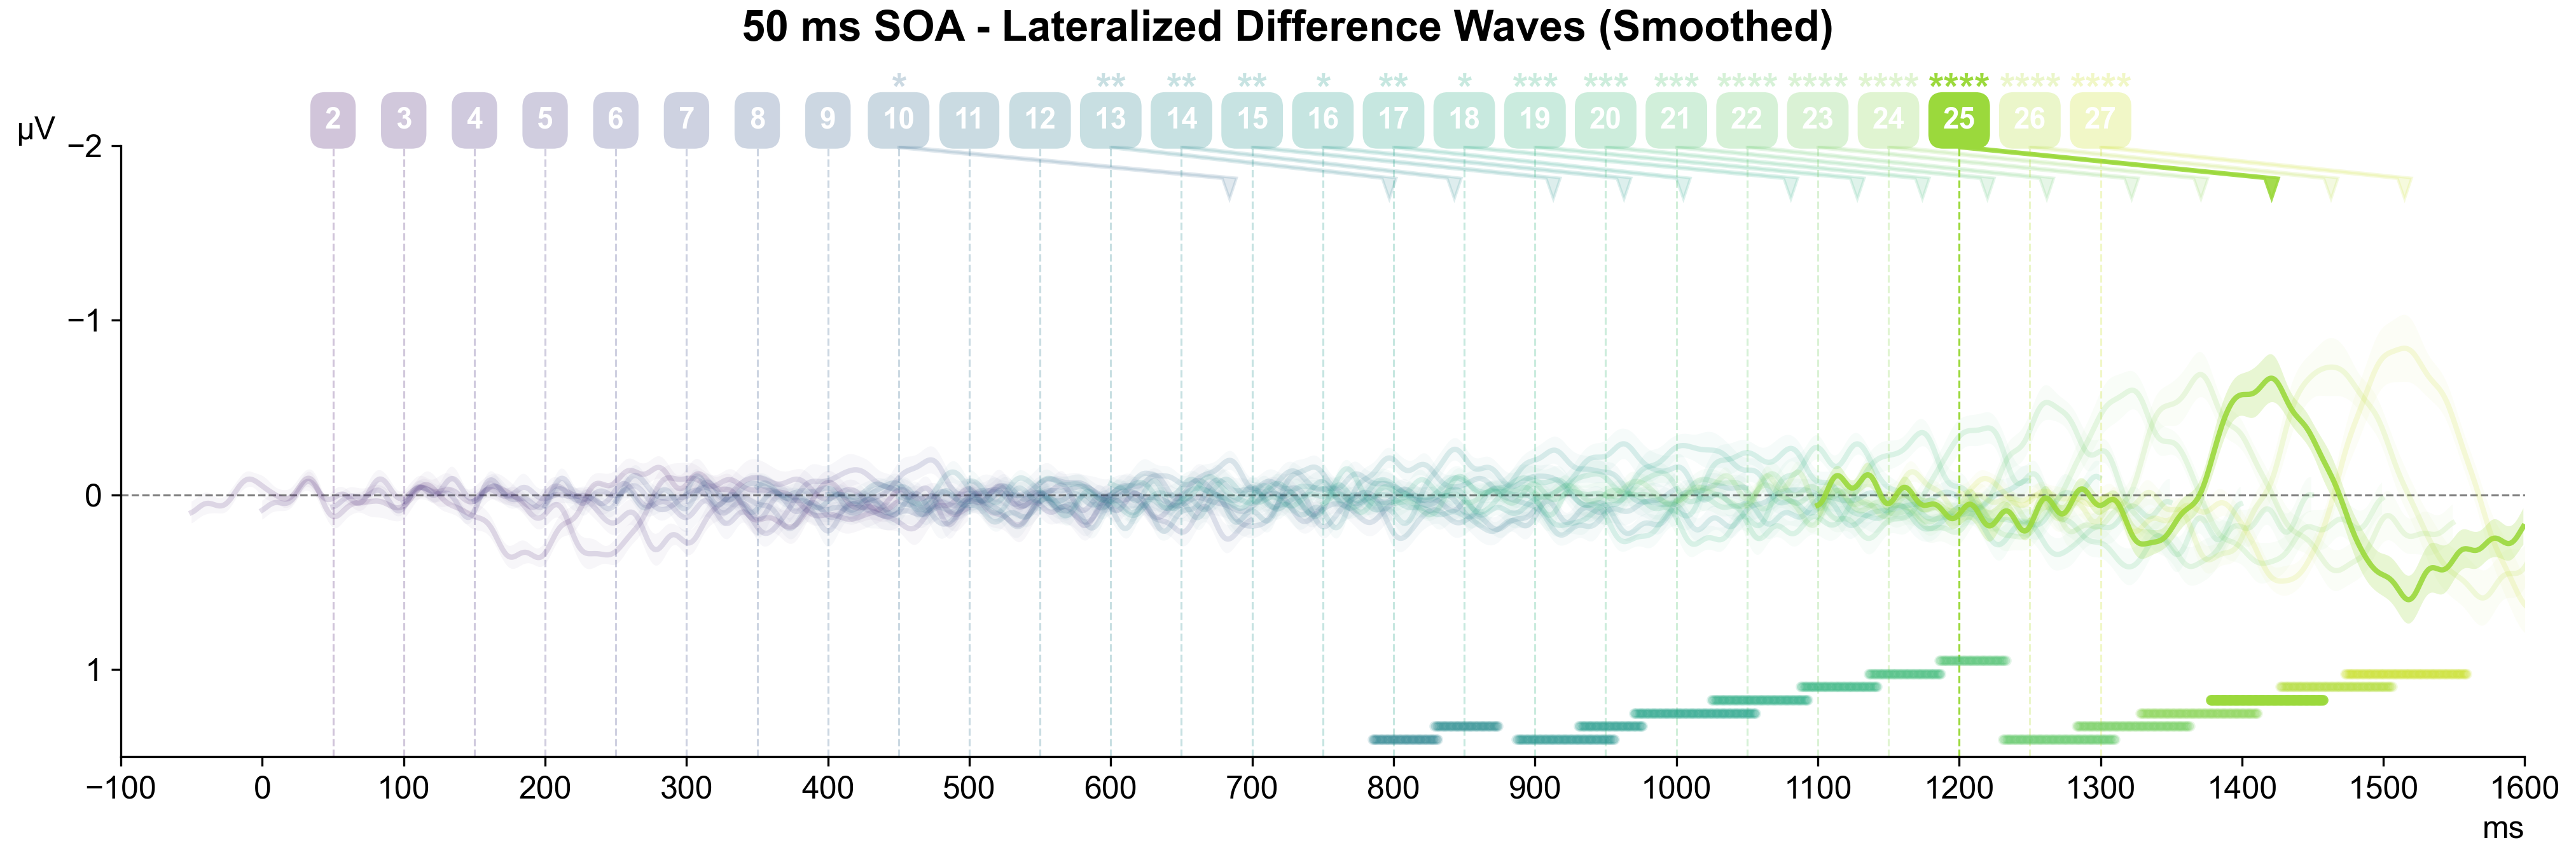 50 ms SOA - Lateralized Difference Waves (Smoothed)
* ** ** ** * ** * *** *** *** **** **** **** **** **** ****
2 3 4 5 6 7 8 9 10 11 12 13 14 15 16 17 18 19 20 21 22 23 24 25 26 27
µV
−2
−1
0
1
−100 0 100 200 300 400 500 600 700 800 900 1000 1100 1200 1300 1400 1500 1600
ms